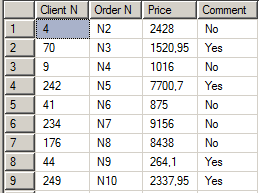 Client N Order N Price Comment
1 4 N2 2428 No
2 70 N3 1520,95 Yes
3 9 N4 1016 No
4 242 N5 7700,7 Yes
5 41 N6 875 No
6 234 N7 9156 No
7 176 N8 8438 No
8 44 N9 264,1 Yes
9 249 N10 2337,95 Yes